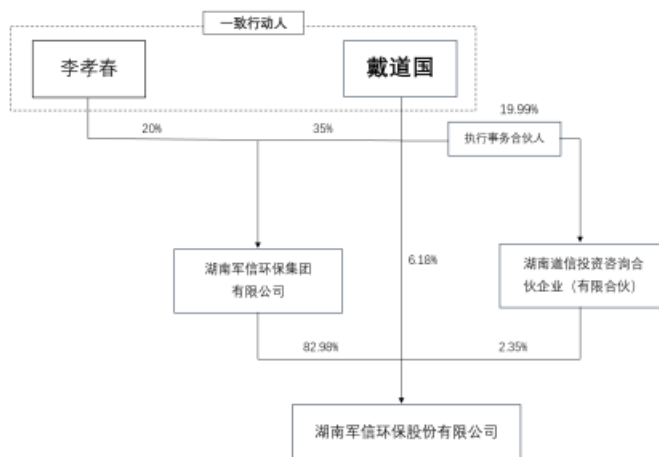 一致行动人
李孝春
戴道国
19.99%
20%
35%
执行事务合伙人
湖南军信环保集团
有限公司
6.18%
湖南道信投资咨询合
伙企业（有限合伙）
82.98%
2.35%
湖南军信环保股份有限公司